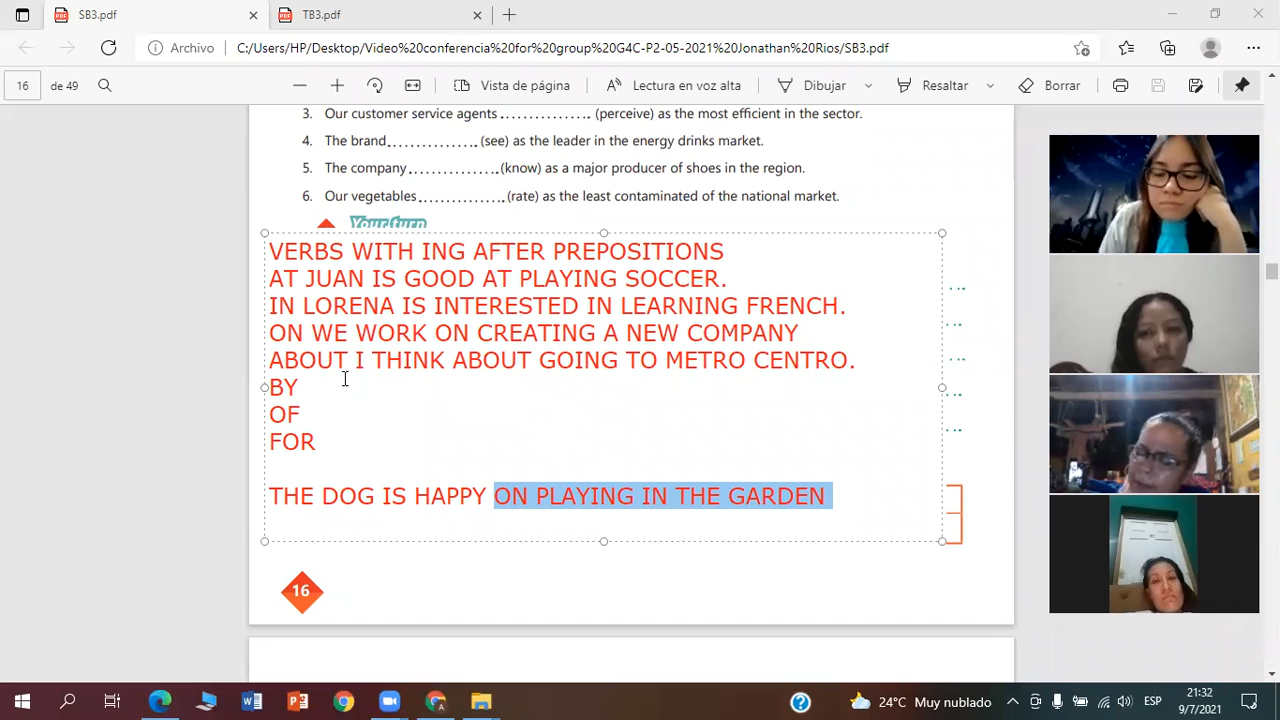 SB3.pdf
TB3.pdf
Archivo
C:/Users/HP/Desktop/Video%20conferencia%20for%20group%20G4C-P2-05-2021%20Jonathan%20Rios/SB3.pdf
16
de 49
Vista de página
Lectura en voz alta
Dibujar
Resaltar
Borrar
3. Our customer service agents ............... (perceive) as the most efficient in the sector.
4. The brand............... (see) as the leader in the energy drinks market.
5. The company............... (know) as a major producer of shoes in the region.
6. Our vegetables............... (rate) as the least contaminated of the national market.
Your turn
VERBS WITH ING AFTER PREPOSITIONS
AT JUAN IS GOOD AT PLAYING SOCCER.
IN LORENA IS INTERESTED IN LEARNING FRENCH.
ON WE WORK ON CREATING A NEW COMPANY
ABOUT I THINK ABOUT GOING TO METRO CENTRO.
BY
OF
FOR
THE DOG IS HAPPY ON PLAYING IN THE GARDEN
16
24°C Muy nublado
ESP
21:32
9/7/2021